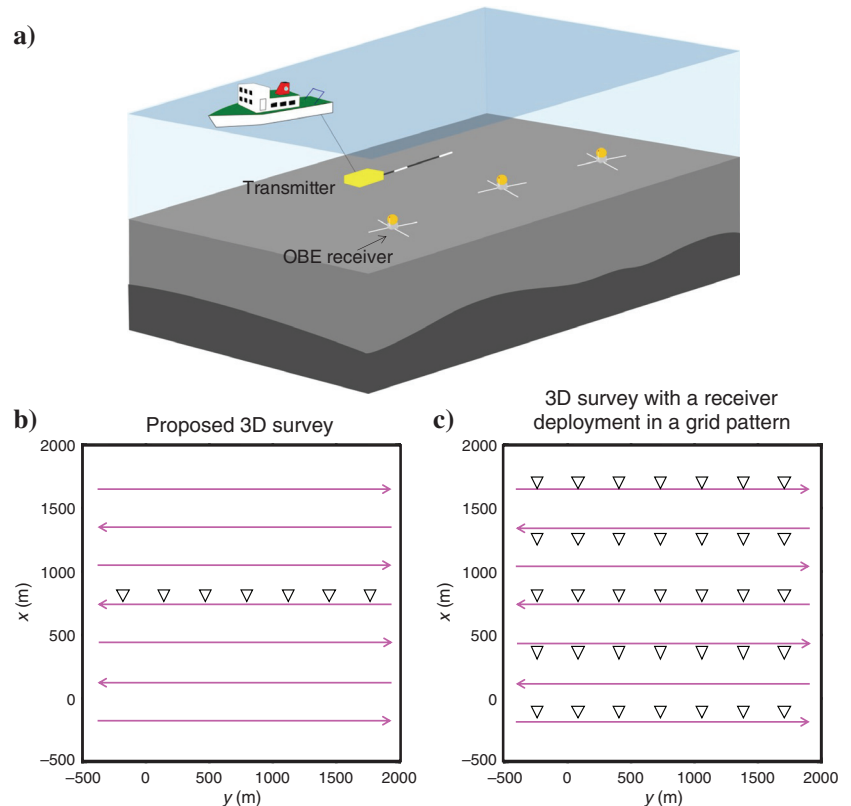 a)
Transmitter
OBE receiver
b)
Proposed 3D survey
2000
1500
1000
500
0
–500
x (m)
–500 0 500 1000 1500 2000
y (m)
c)
3D survey with a receiver
deployment in a grid pattern
2000
1500
1000
500
0
–500
x (m)
–500 0 500 1000 1500 2000
y (m)